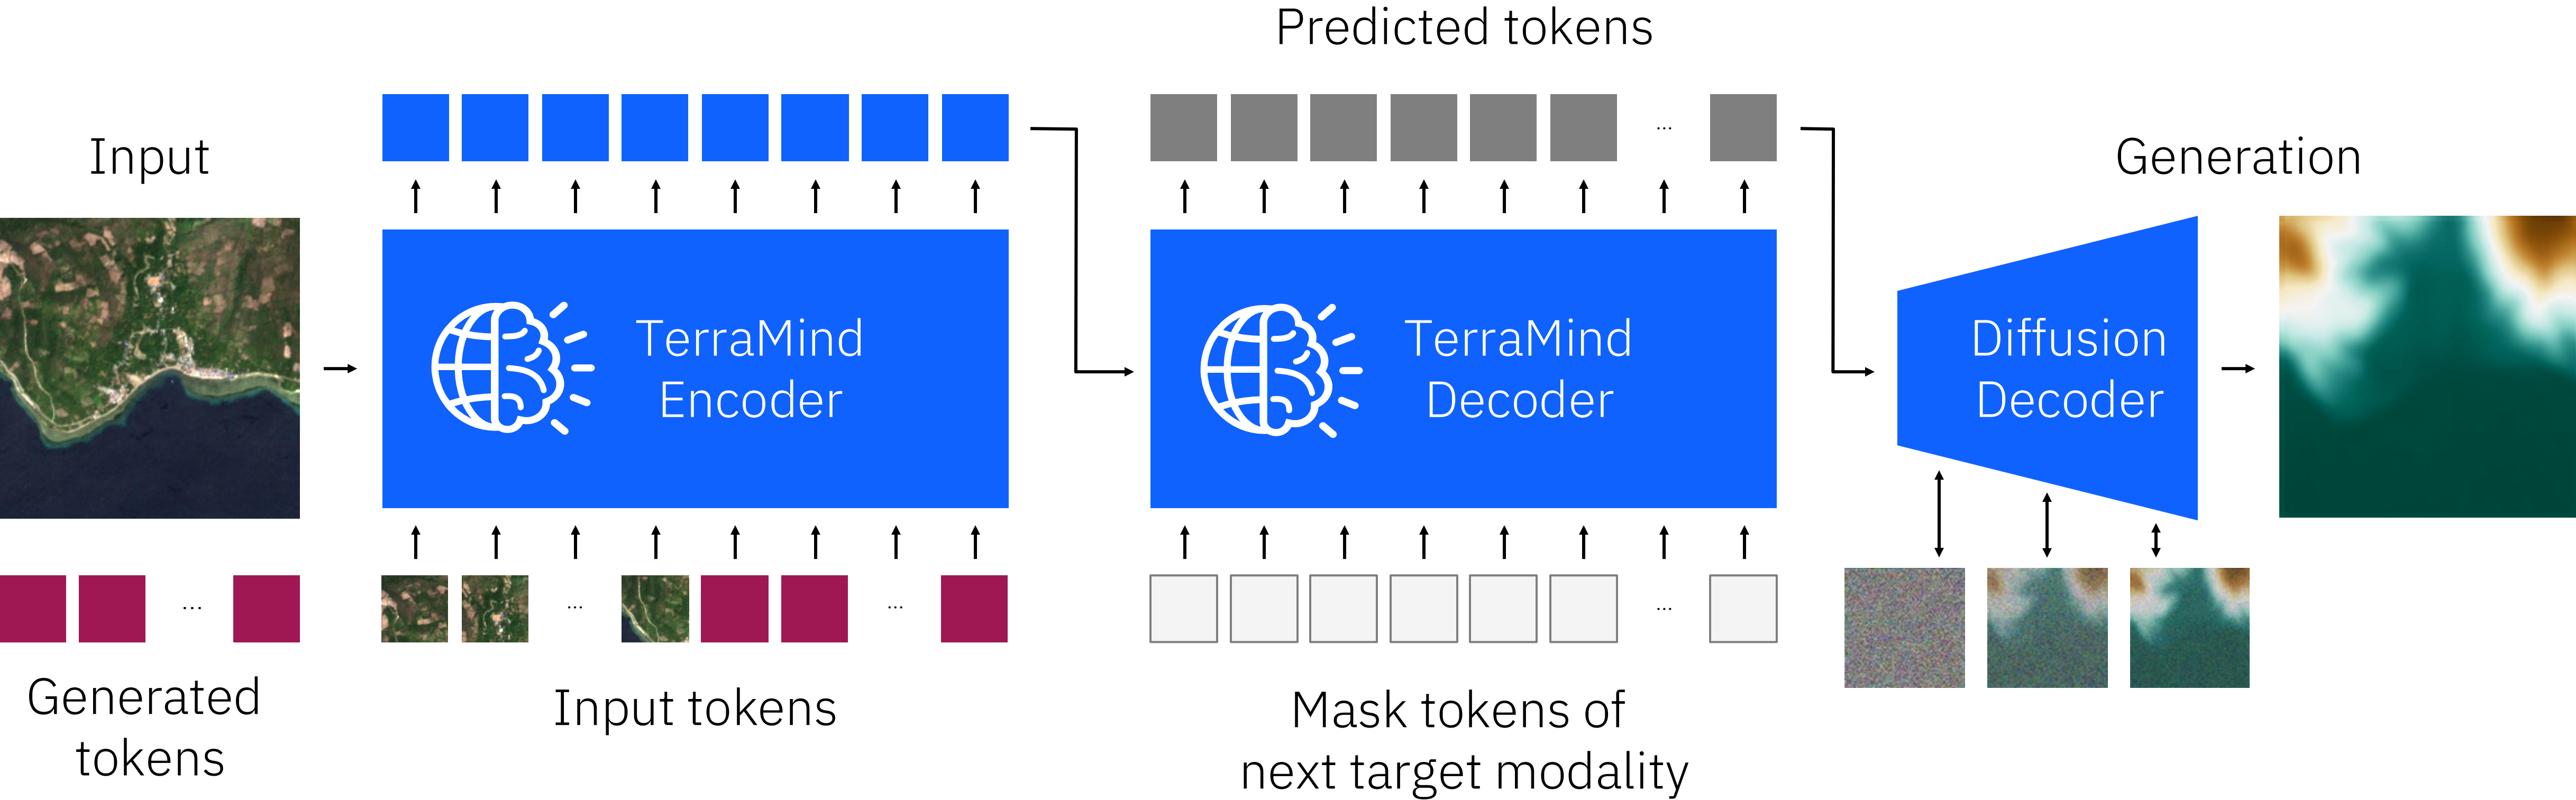 Input
Generated
tokens
...
TerraMind
Encoder
...
...
Input tokens
Predicted tokens
...
TerraMind
Decoder
...
Mask tokens of
next target modality
Diffusion
Decoder
Generation